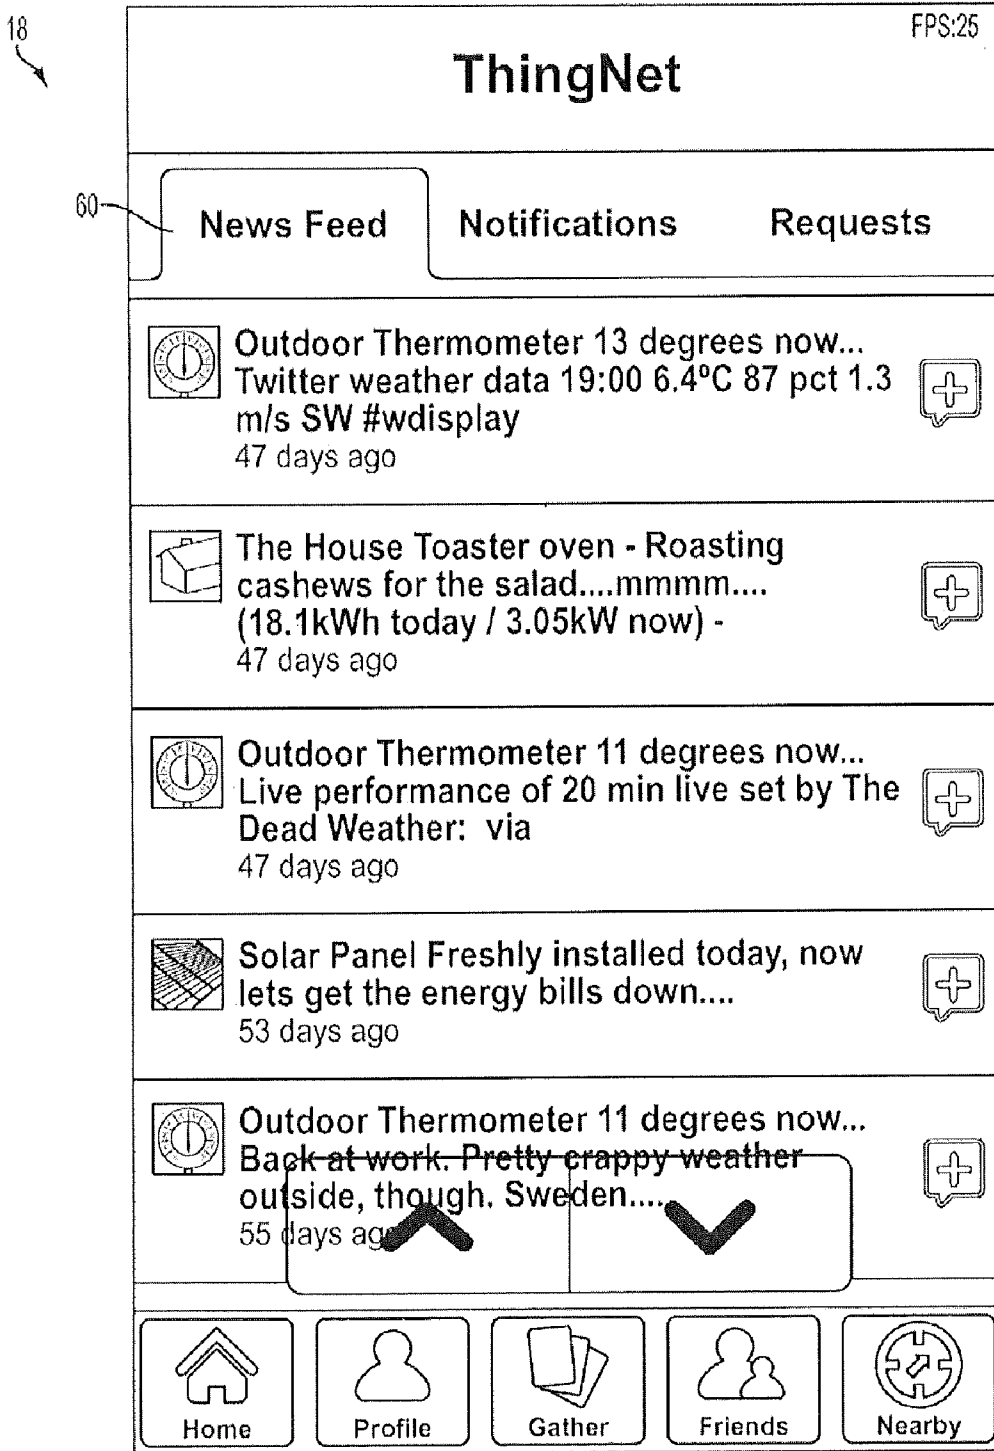 18
FPS:25
ThingNet
60
News Feed Notifications Requests
Outdoor Thermometer 13 degrees now...
Twitter weather data 19:00 6.4ºC 87 pct 1.3
m/s SW #wdisplay
47 days ago
The House Toaster oven - Roasting
cashews for the salad....mmmm....
(18.1kWh today / 3.05kW now) -
47 days ago
Outdoor Thermometer 11 degrees now...
Live performance of 20 min live set by The
Dead Weather: via
47 days ago
Solar Panel Freshly installed today, now
lets get the energy bills down....
53 days ago
Outdoor Thermometer 11 degrees now...
Back at work. Pretty crappy weather
outside, though. Sweden.....
55 days ago
Home Profile Gather Friends Nearby